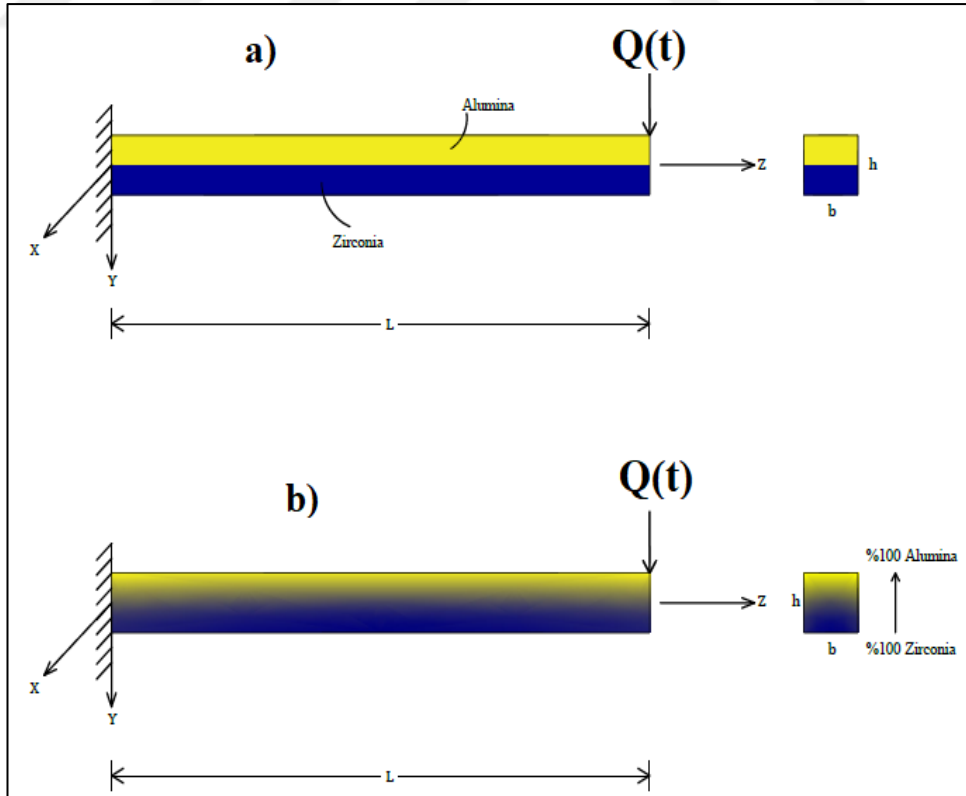 a)
Q(t)
Alumina
Z
h
b
Zirconia
X
Y
L
b)
Q(t)
%100 Alumina
Z
h
b
%100 Zirconia
X
Y
L